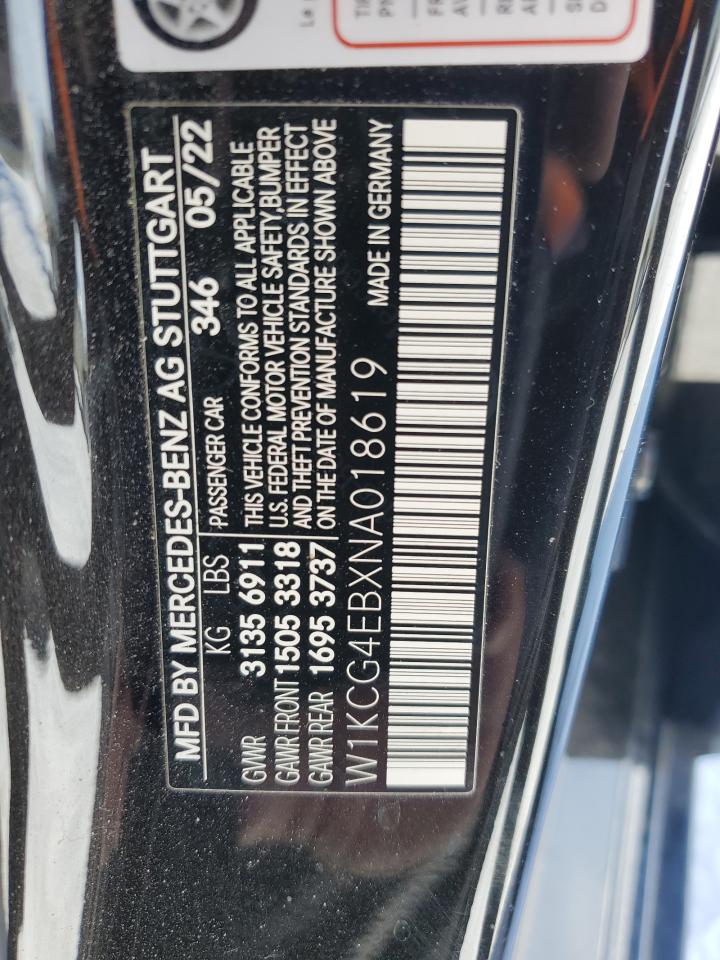 MFD BY MERCEDES-BENZ AG STUTTGART
KG LBS PASSENGER CAR 346 05/22
GVWR 3135 6911 THIS VEHICLE CONFORMS TO ALL APPLICABLE
GAWR FRONT 1505 3318 U.S. FEDERAL MOTOR VEHICLE SAFETY,BUMPER
GAWR REAR 1695 3737 AND THEFT PREVENTION STANDARDS IN EFFECT
ON THE DATE OF MANUFACTURE SHOWN ABOVE
W1KCG4EBXNA018619 MADE IN GERMANY
Le